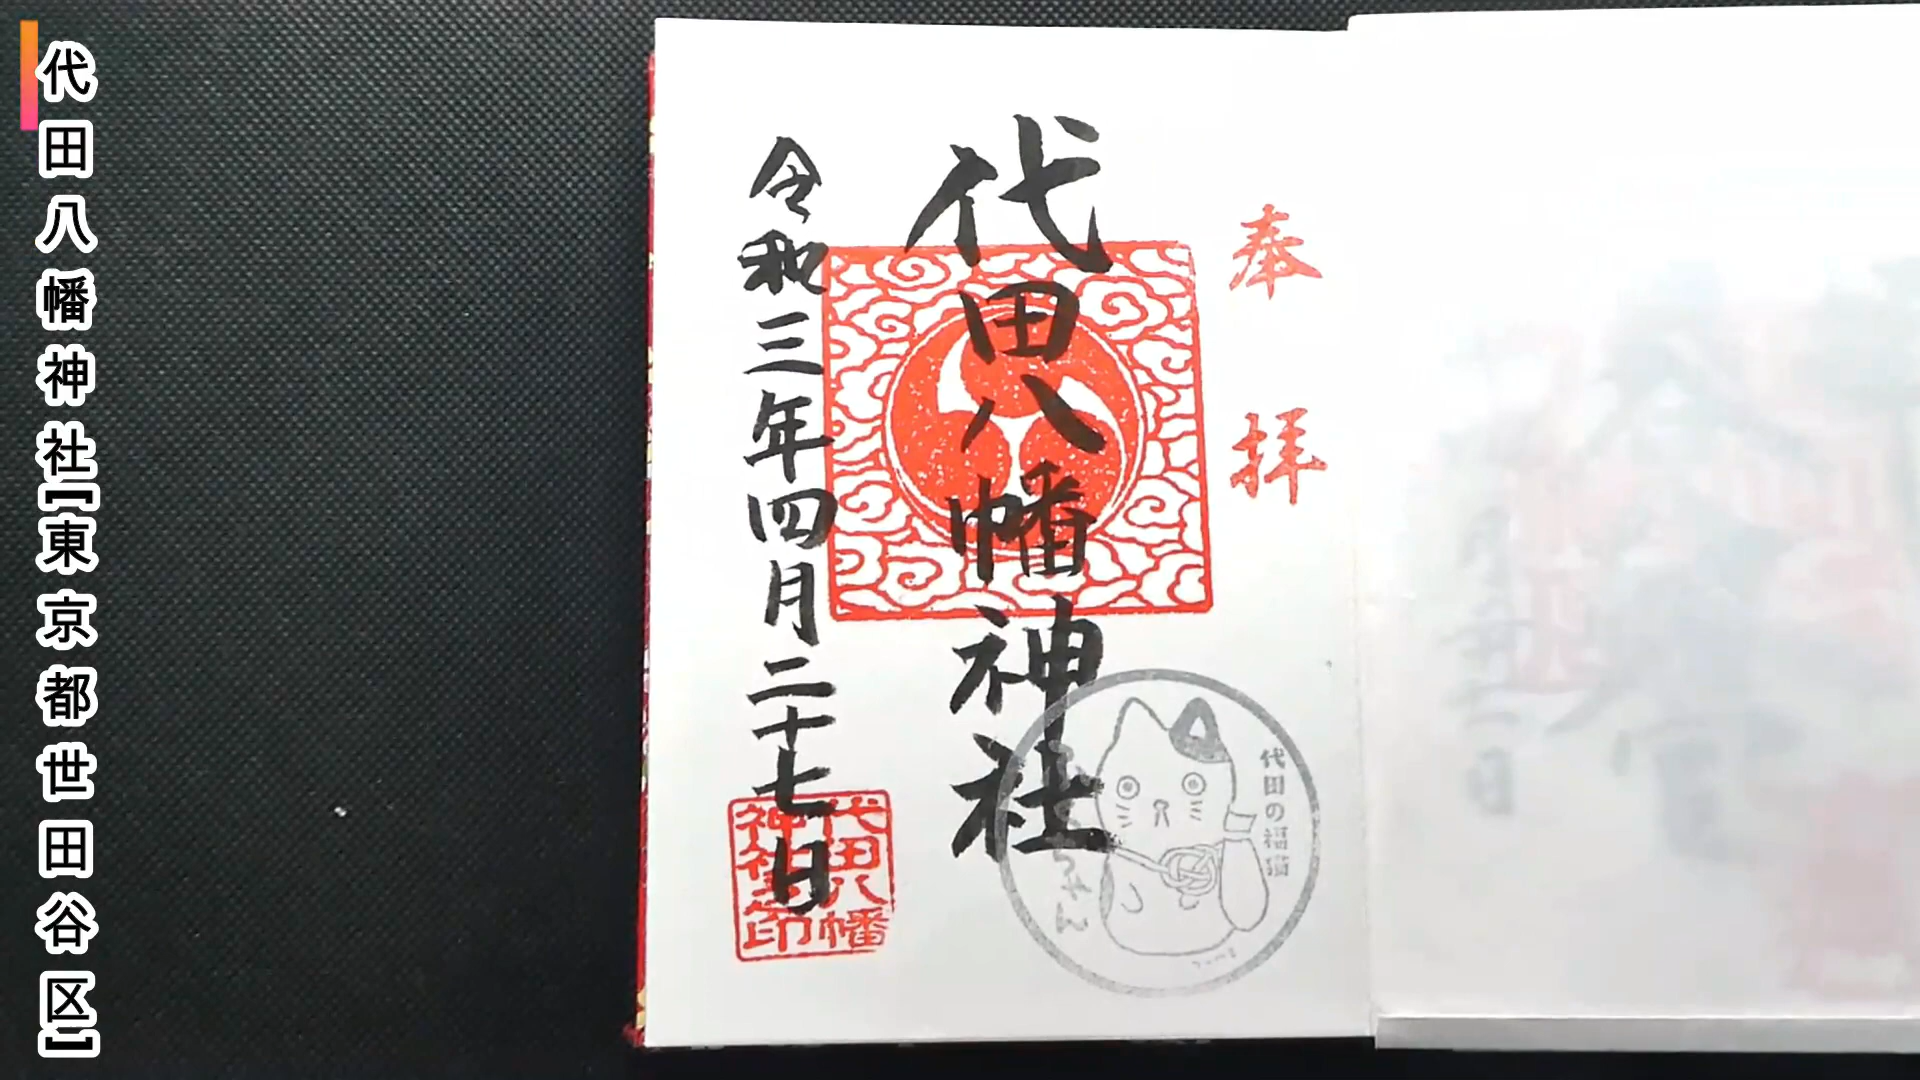 代田八幡神社【東京都世田谷区】
奉拝
代田八幡神社
令和三年四月二十七日
代田八幡
神社印
代田の福猫